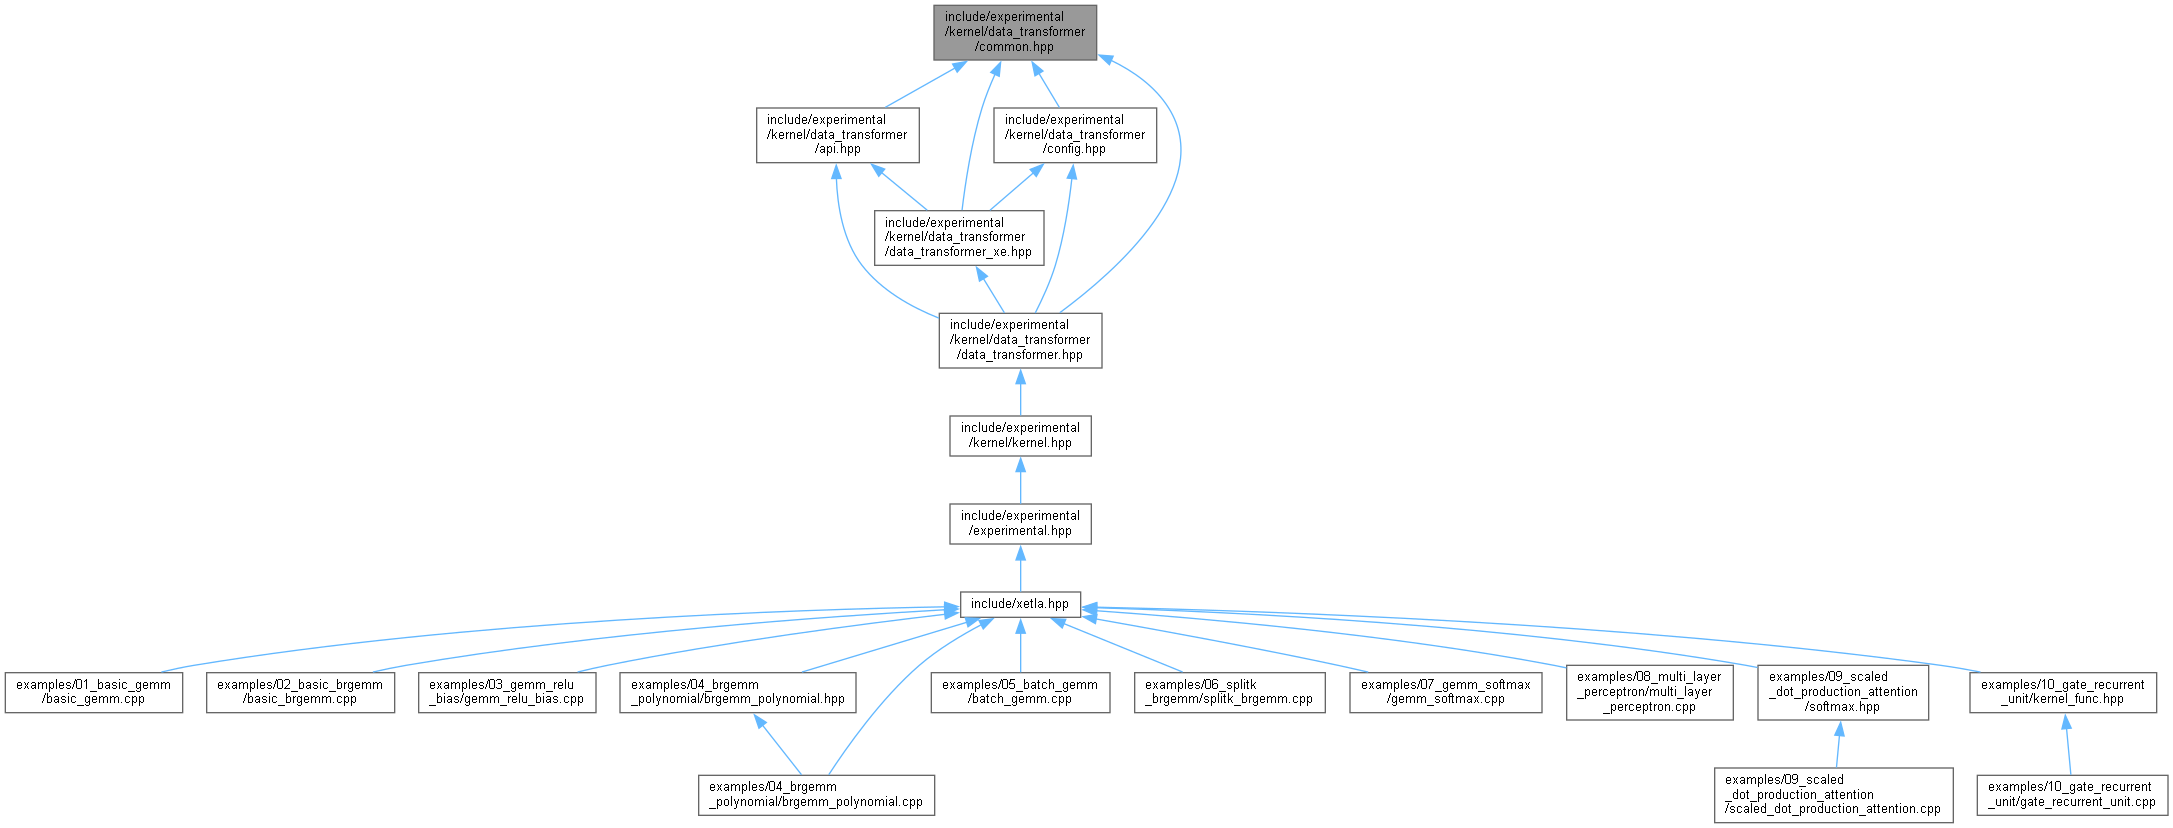 include/experimental
/kernel/data_transformer
/common.hpp
include/experimental
/kernel/data_transformer
/api.hpp
include/experimental
/kernel/data_transformer
/config.hpp
include/experimental
/kernel/data_transformer
/data_transformer_xe.hpp
include/experimental
/kernel/data_transformer
/data_transformer.hpp
include/experimental
/kernel/kernel.hpp
include/experimental
/experimental.hpp
include/xetla.hpp
examples/01_basic_gemm
/basic_gemm.cpp
examples/02_basic_brgemm
/basic_brgemm.cpp
examples/03_gemm_relu
_bias/gemm_relu_bias.cpp
examples/04_brgemm
_polynomial/brgemm_polynomial.hpp
examples/05_batch_gemm
/batch_gemm.cpp
examples/06_splitk
_brgemm/splitk_brgemm.cpp
examples/07_gemm_softmax
/gemm_softmax.cpp
examples/08_multi_layer
_perceptron/multi_layer
_perceptron.cpp
examples/09_scaled
_dot_production_attention
/softmax.hpp
examples/10_gate_recurrent
_unit/kernel_func.hpp
examples/04_brgemm
_polynomial/brgemm_polynomial.cpp
examples/09_scaled
_dot_production_attention
/scaled_dot_production_attention.cpp
examples/10_gate_recurrent
_unit/gate_recurrent_unit.cpp